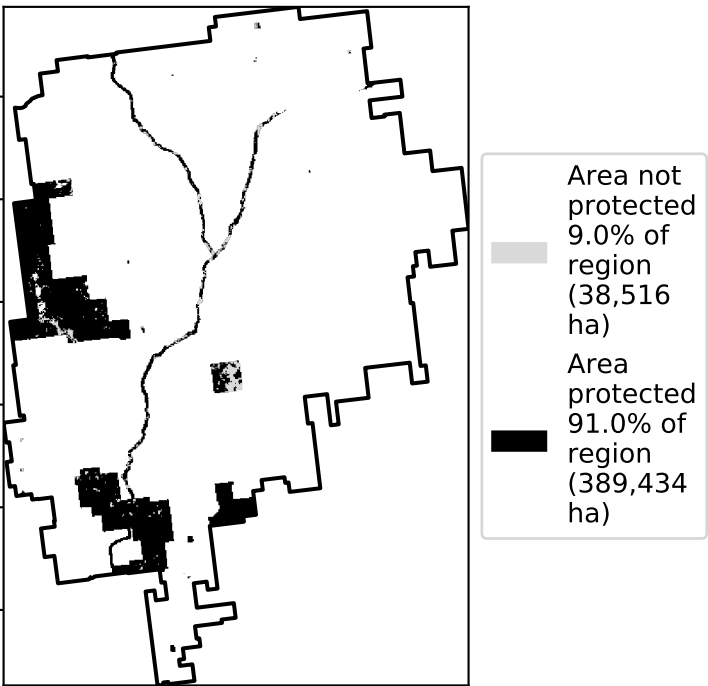 Area not
protected
9.0% of
region
(38,516
ha)
Area
protected
91.0% of
region
(389,434
ha)